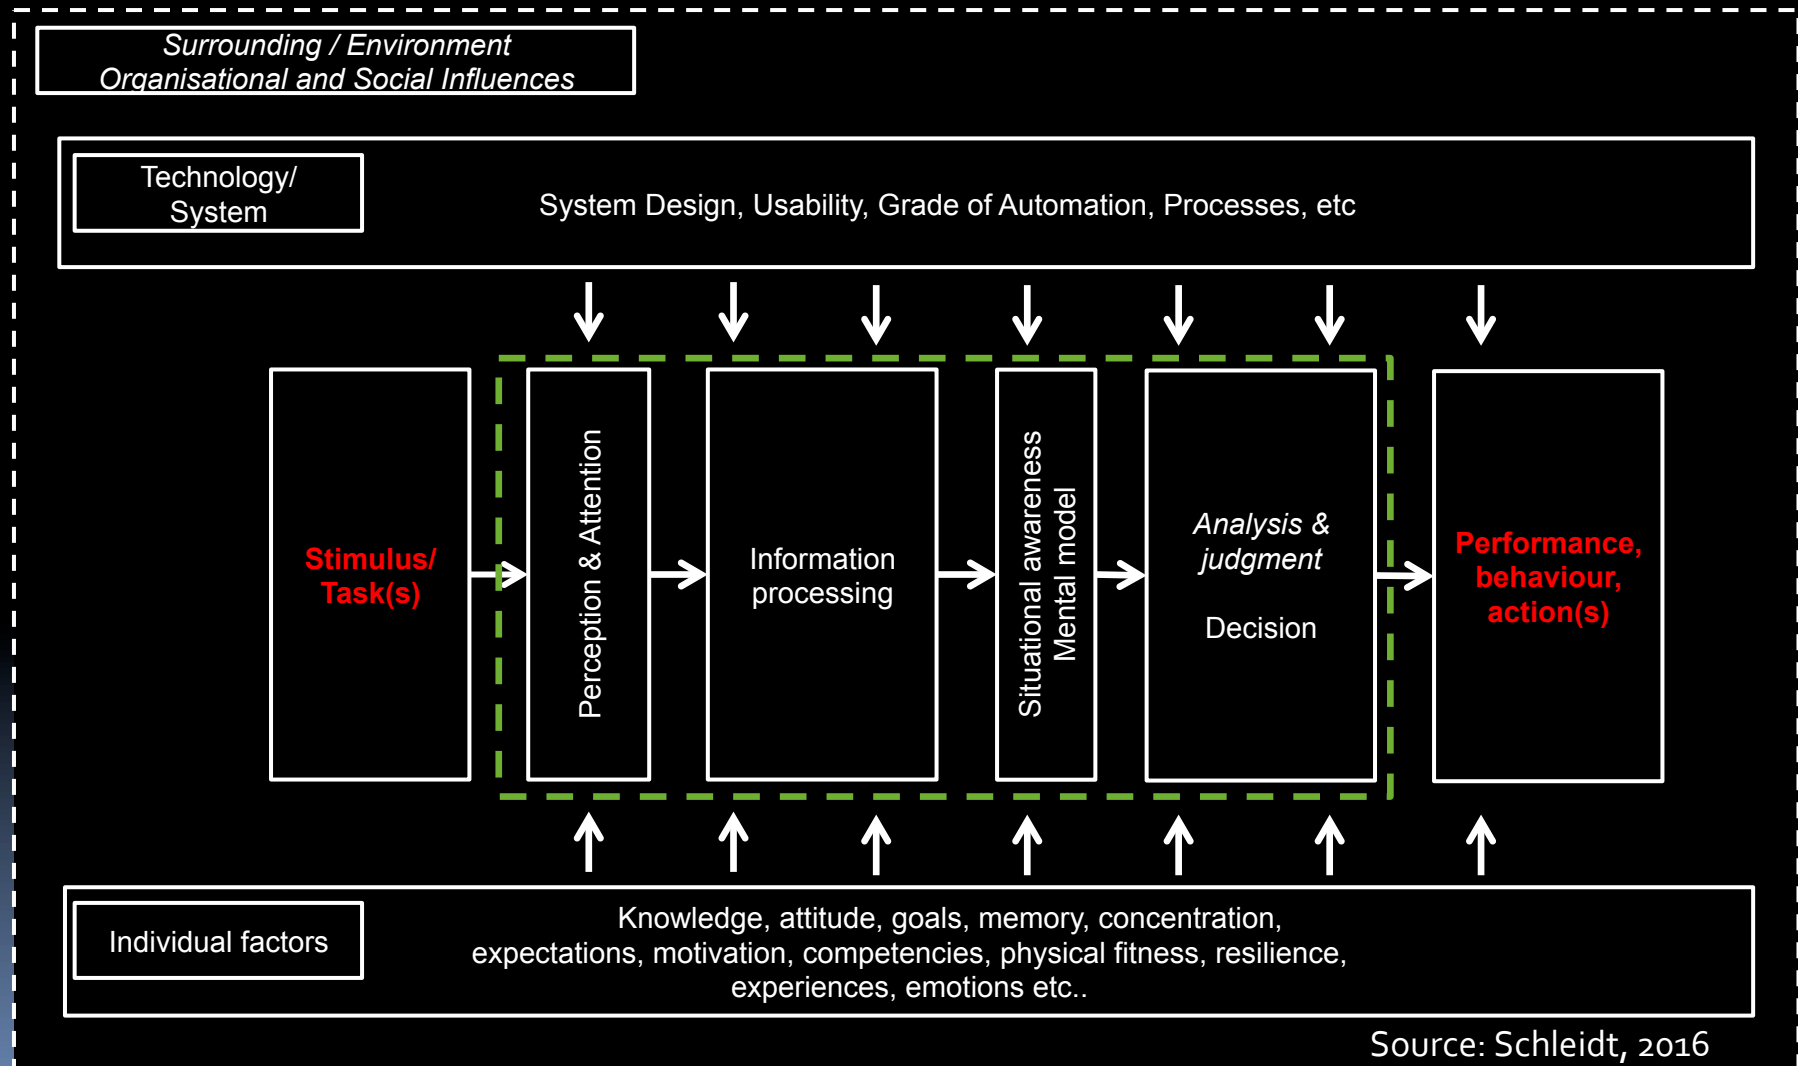 Surrounding / Environment
Organisational and Social Influences
Technology/
System
System Design, Usability, Grade of Automation, Processes, etc
Stimulus/
Task(s)
Perception & Attention
Information
processing
Situational awareness
Mental model
Analysis &
judgment
Decision
Performance,
behaviour,
action(s)
Individual factors
Knowledge, attitude, goals, memory, concentration,
expectations, motivation, competencies, physical fitness, resilience,
experiences, emotions etc..
Source: Schleidt, 2016